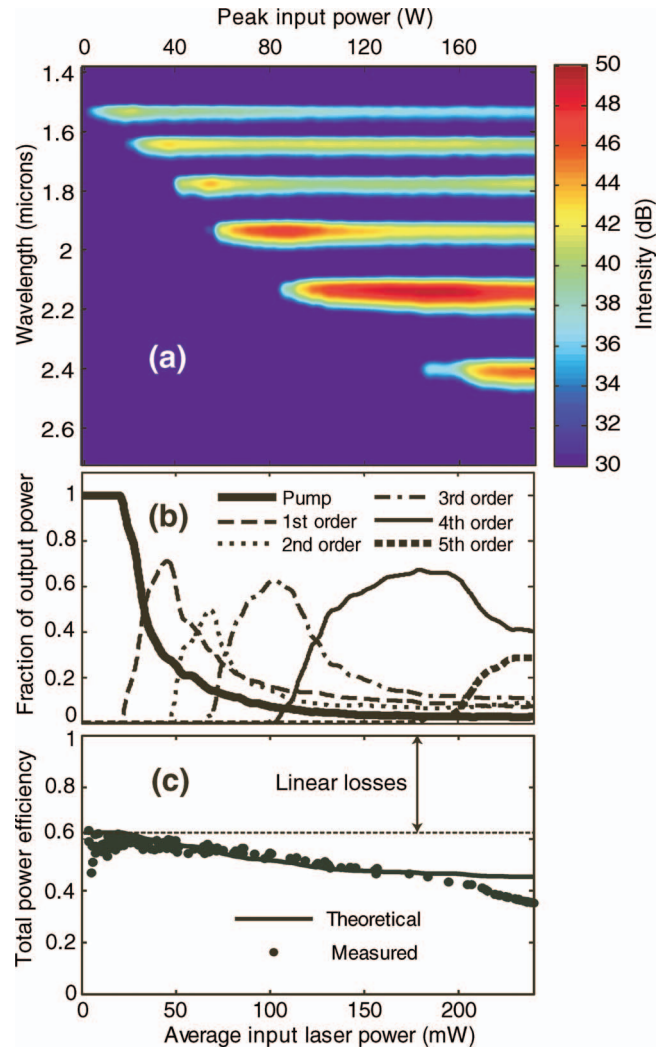 Peak input power (W)
0 40 80 120 160
1.4
1.6
1.8
2
2.2
2.4
2.6
Wavelength (microns)
(a)
50
48
46
44
42
40
38
36
34
32
30
Intensity (dB)
1
0.8
0.6
0.4
0.2
0
Fraction of output power
(b)
Pump
1st order
2nd order
3rd order
4th order
5th order
1
0.8
0.6
0.4
0.2
0
Total power efficiency
(c)
Linear losses
Theoretical
Measured
0 50 100 150 200
Average input laser power (mW)